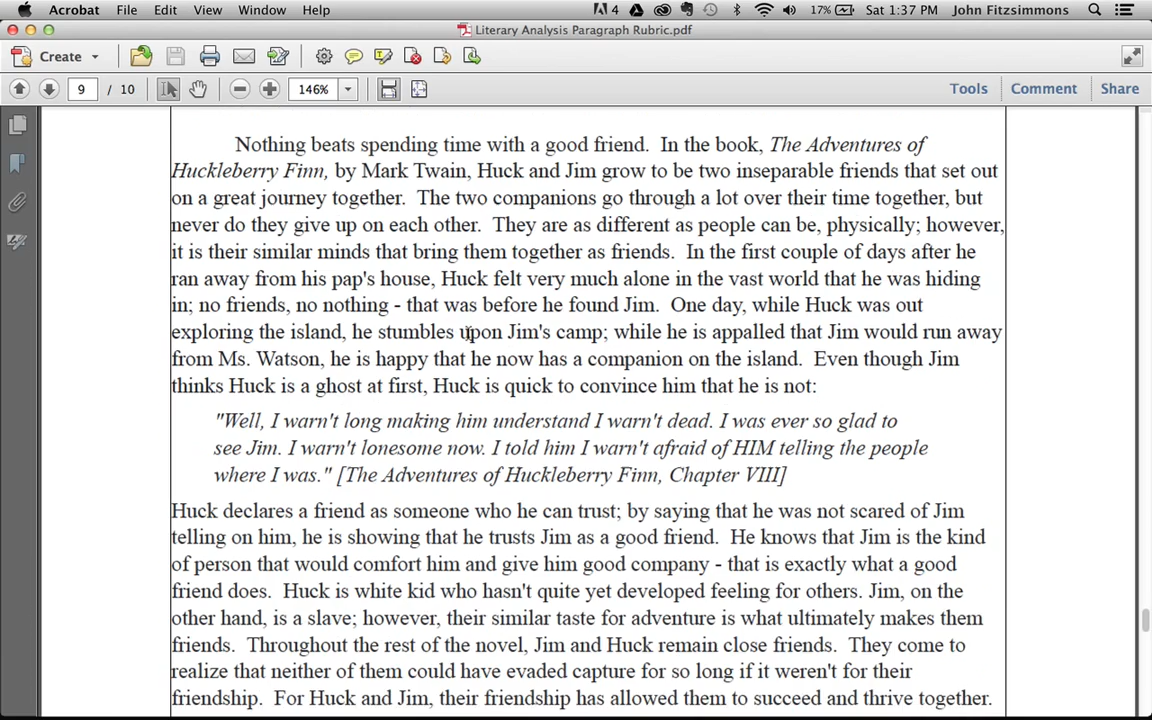 Acrobat File Edit View Window Help 4 17% Sat 1:37 PM John Fitzsimmons
Literary Analysis Paragraph Rubric.pdf
Create
9 / 10 146% Tools Comment Share
Nothing beats spending time with a good friend. In the book, The Adventures of
Huckleberry Finn, by Mark Twain, Huck and Jim grow to be two inseparable friends that set out
on a great journey together. The two companions go through a lot over their time together, but
never do they give up on each other. They are as different as people can be, physically; however,
it is their similar minds that bring them together as friends. In the first couple of days after he
ran away from his pap's house, Huck felt very much alone in the vast world that he was hiding
in; no friends, no nothing - that was before he found Jim. One day, while Huck was out
exploring the island, he stumbles upon Jim's camp; while he is appalled that Jim would run away
from Ms. Watson, he is happy that he now has a companion on the island. Even though Jim
thinks Huck is a ghost at first, Huck is quick to convince him that he is not:
"Well, I warn't long making him understand I warn't dead. I was ever so glad to
see Jim. I warn't lonesome now. I told him I warn't afraid of HIM telling the people
where I was." [The Adventures of Huckleberry Finn, Chapter VIII]
Huck declares a friend as someone who he can trust; by saying that he was not scared of Jim
telling on him, he is showing that he trusts Jim as a good friend. He knows that Jim is the kind
of person that would comfort him and give him good company - that is exactly what a good
friend does. Huck is white kid who hasn't quite yet developed feeling for others. Jim, on the
other hand, is a slave; however, their similar taste for adventure is what ultimately makes them
friends. Throughout the rest of the novel, Jim and Huck remain close friends. They come to
realize that neither of them could have evaded capture for so long if it weren't for their
friendship. For Huck and Jim, their friendship has allowed them to succeed and thrive together.